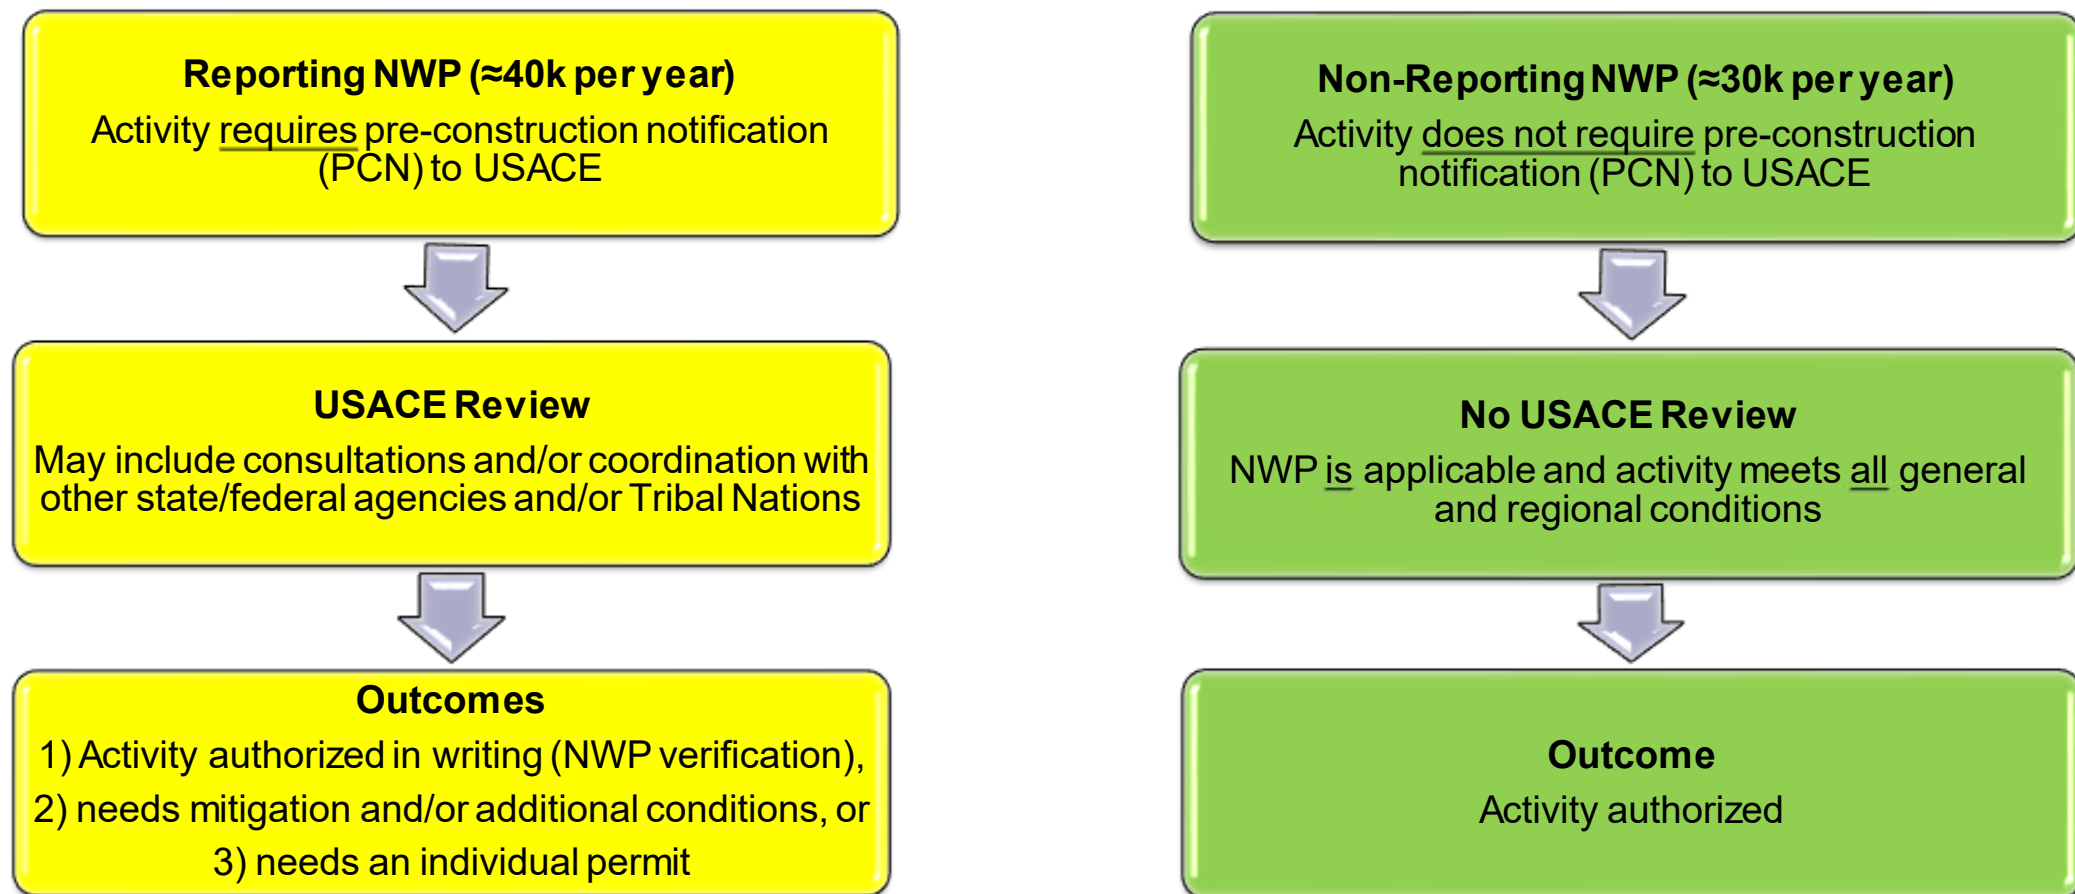 Reporting NWP (≈40k per year)
Activity requires pre-construction notification
(PCN) to USACE
USACE Review
May include consultations and/or coordination with
other state/federal agencies and/or Tribal Nations
Outcomes
1) Activity authorized in writing (NWP verification),
2) needs mitigation and/or additional conditions, or
3) needs an individual permit
Non-Reporting NWP (≈30k per year)
Activity does not require pre-construction
notification (PCN) to USACE
No USACE Review
NWP is applicable and activity meets all general
and regional conditions
Outcome
Activity authorized